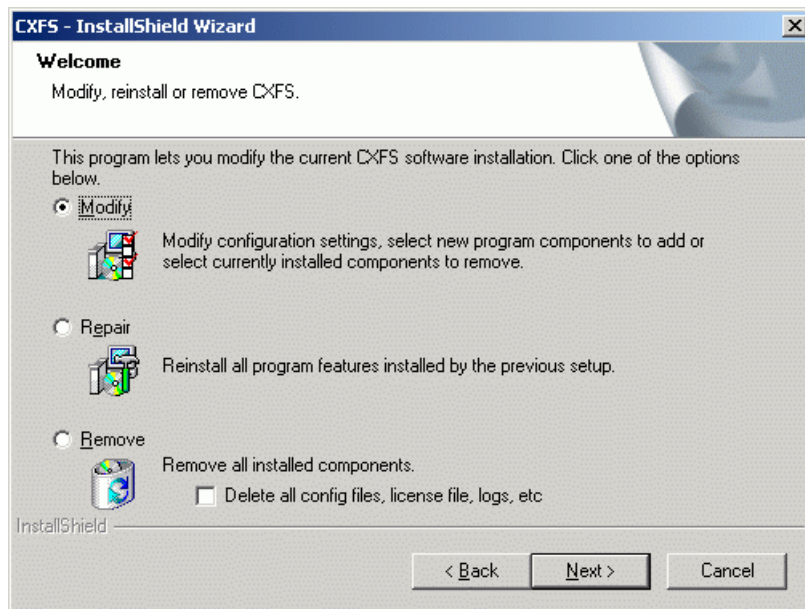 CXFS - InstallShield Wizard
Welcome
Modify, reinstall or remove CXFS.
This program lets you modify the current CXFS software installation. Click one of the options
below.
Modify
Modify configuration settings, select new program components to add or
select currently installed components to remove.
Repair
Reinstall all program features installed by the previous setup.
Remove
Remove all installed components.
Delete all config files, license file, logs, etc
InstallShield
< Back Next > Cancel